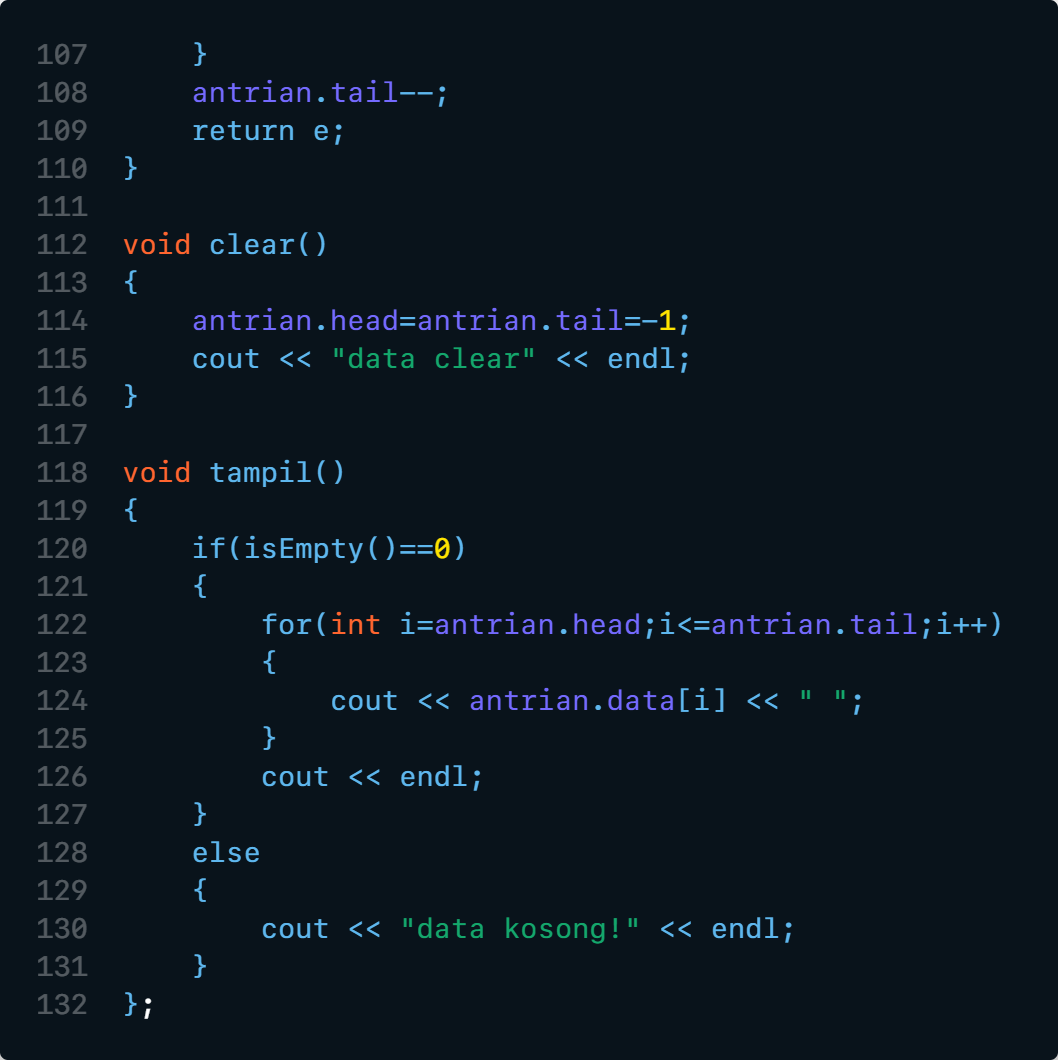 107        }
108        antrian.tail--;
109        return e;
110    }
111
112    void clear()
113    {
114        antrian.head=antrian.tail=-1;
115        cout << "data clear" << endl;
116    }
117
118    void tampil()
119    {
120        if(isEmpty()==0)
121        {
122            for(int i=antrian.head;i<=antrian.tail;i++)
123            {
124                cout << antrian.data[i] << " ";
125            }
126            cout << endl;
127        }
128        else
129        {
130            cout << "data kosong!" << endl;
131        }
132    };